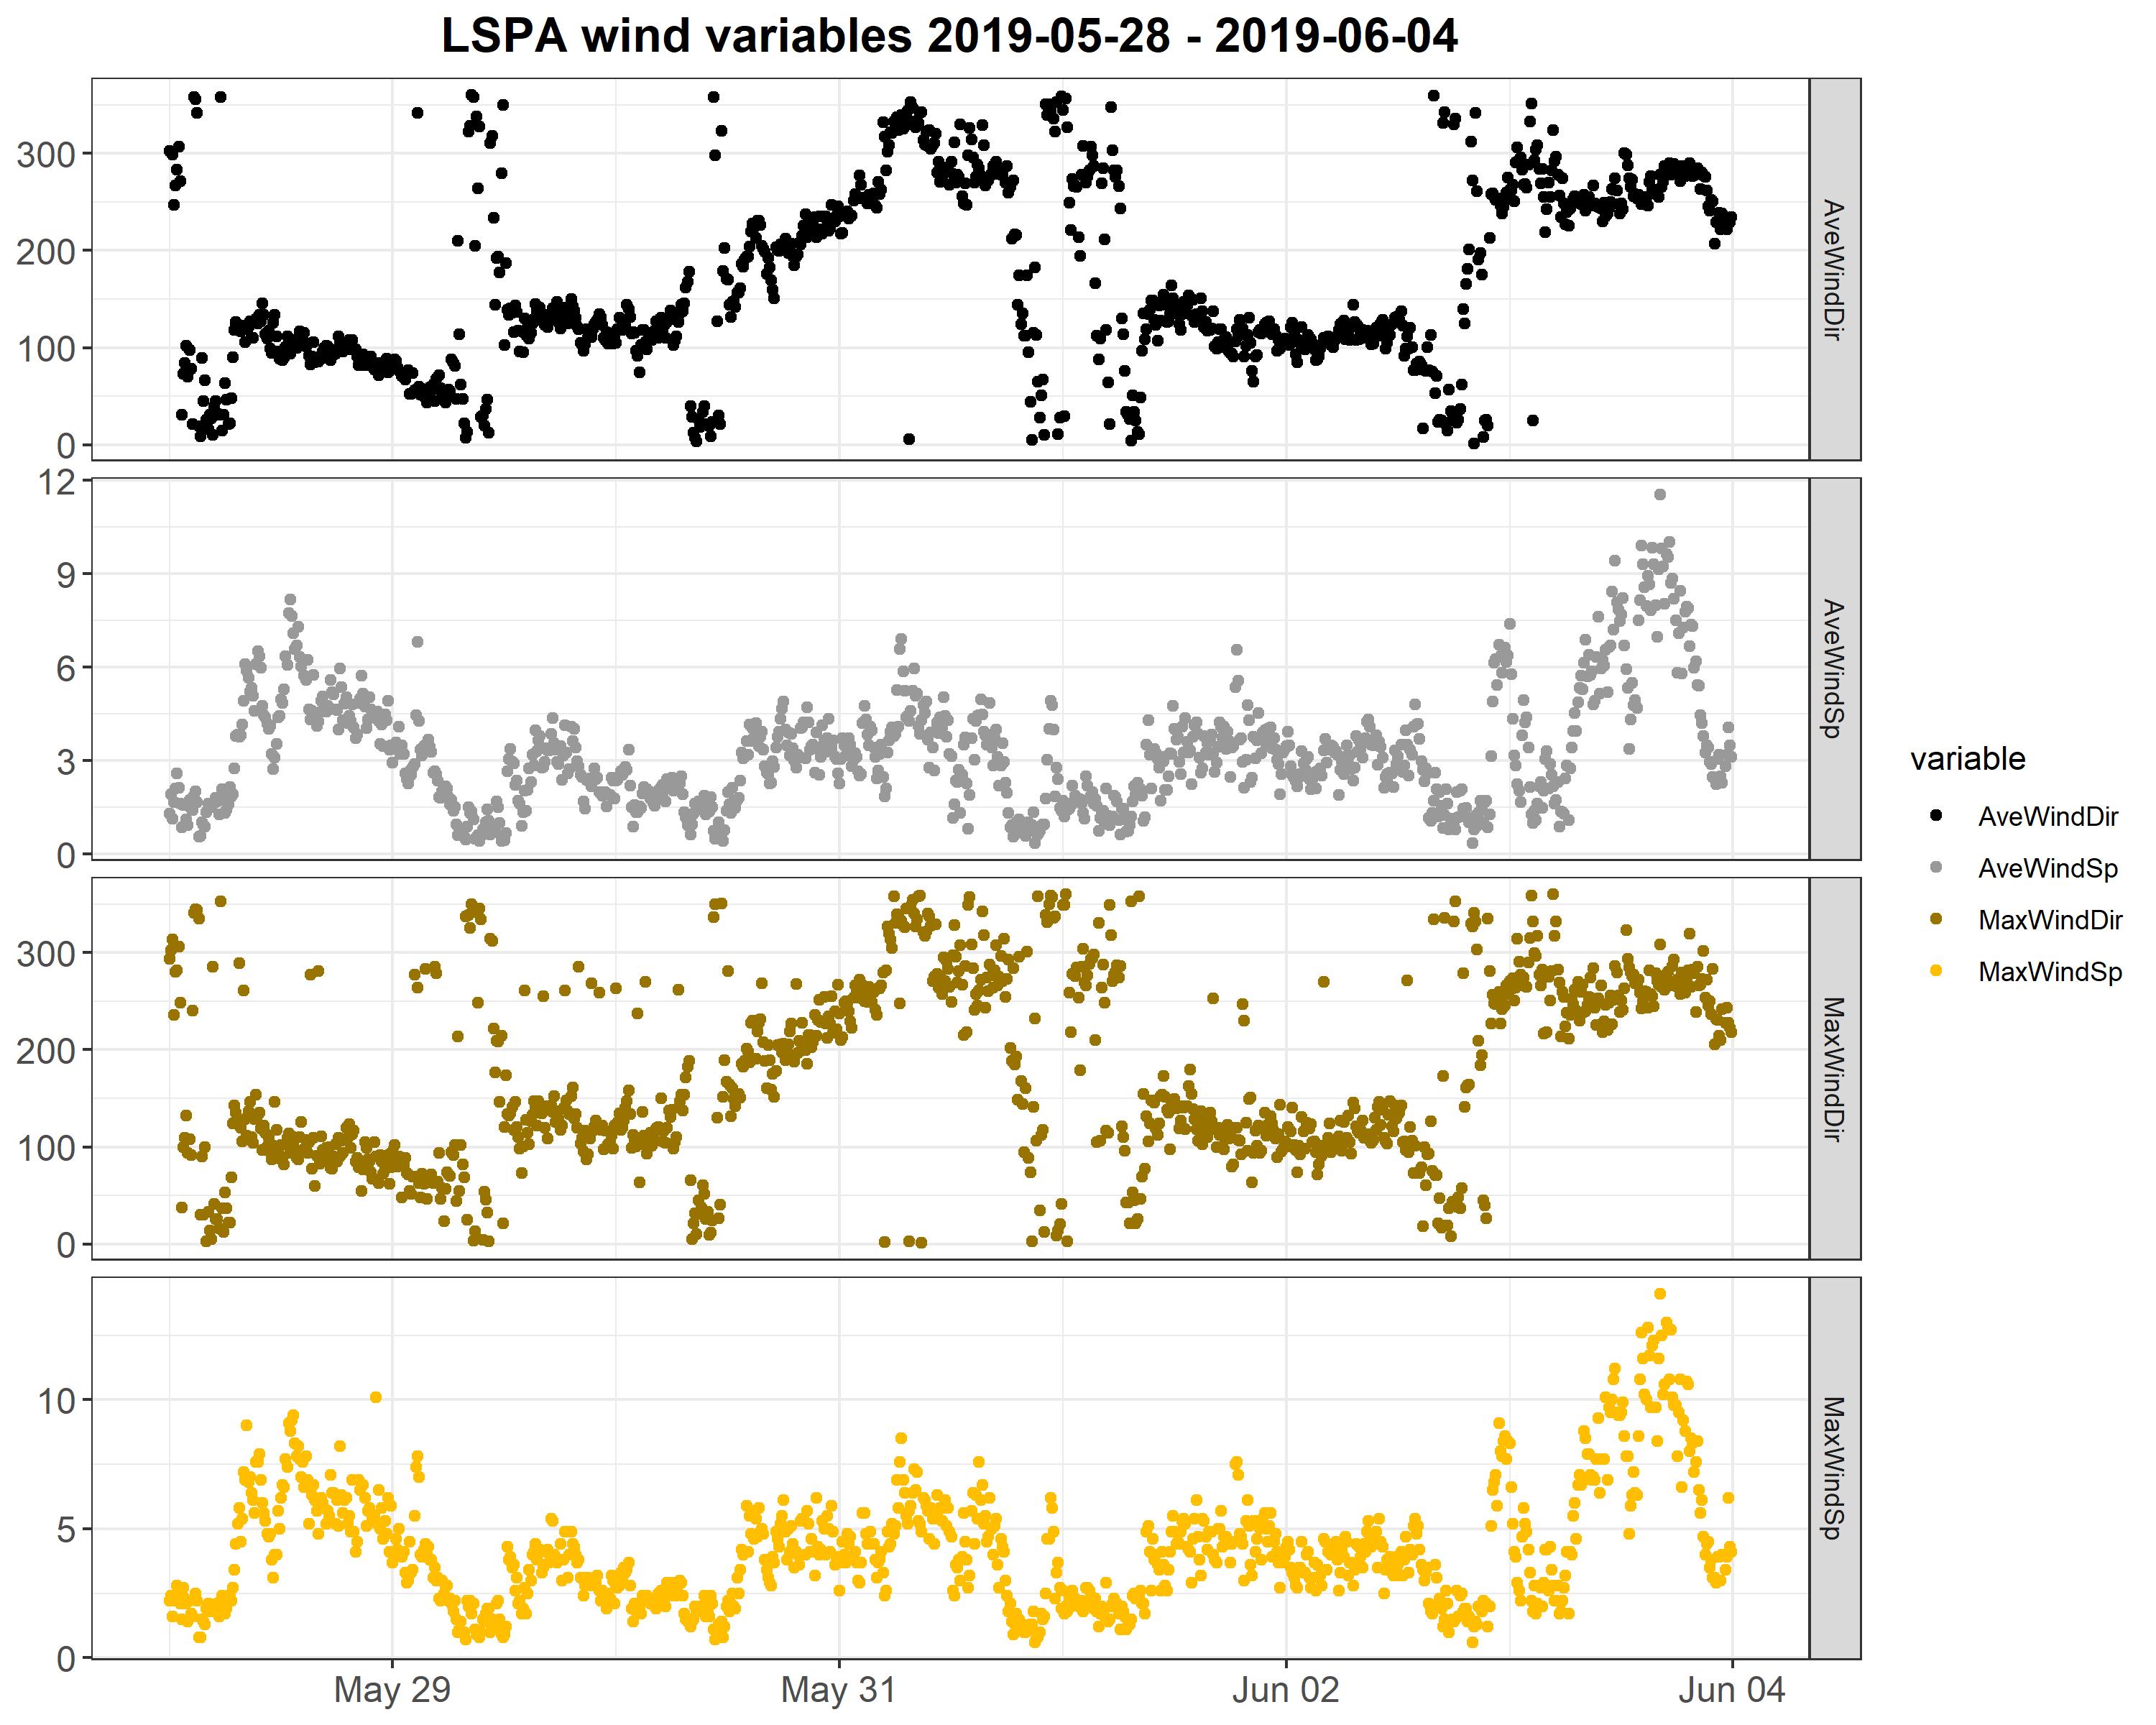 LSPA wind variables 2019-05-28 - 2019-06-04
300
200
100
0
AveWindDir
12
9
6
3
0
AveWindSp
300
200
100
0
MaxWindDir
10
5
0
MaxWindSp
May 29
May 31
Jun 02
Jun 04
variable
AveWindDir
AveWindSp
MaxWindDir
MaxWindSp